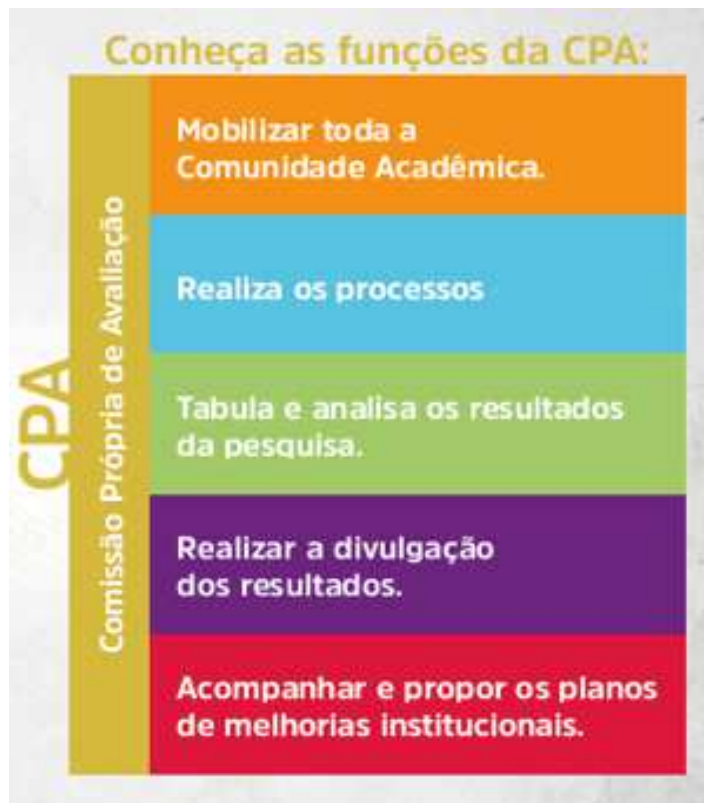 Conheça as funções da CPA:
CPA
Comissão Própria de Avaliação
Mobilizar toda a
Comunidade Acadêmica.
Realiza os processos
Tabula e analisa os resultados
da pesquisa.
Realizar a divulgação
dos resultados.
Acompanhar e propor os planos
de melhorias institucionais.